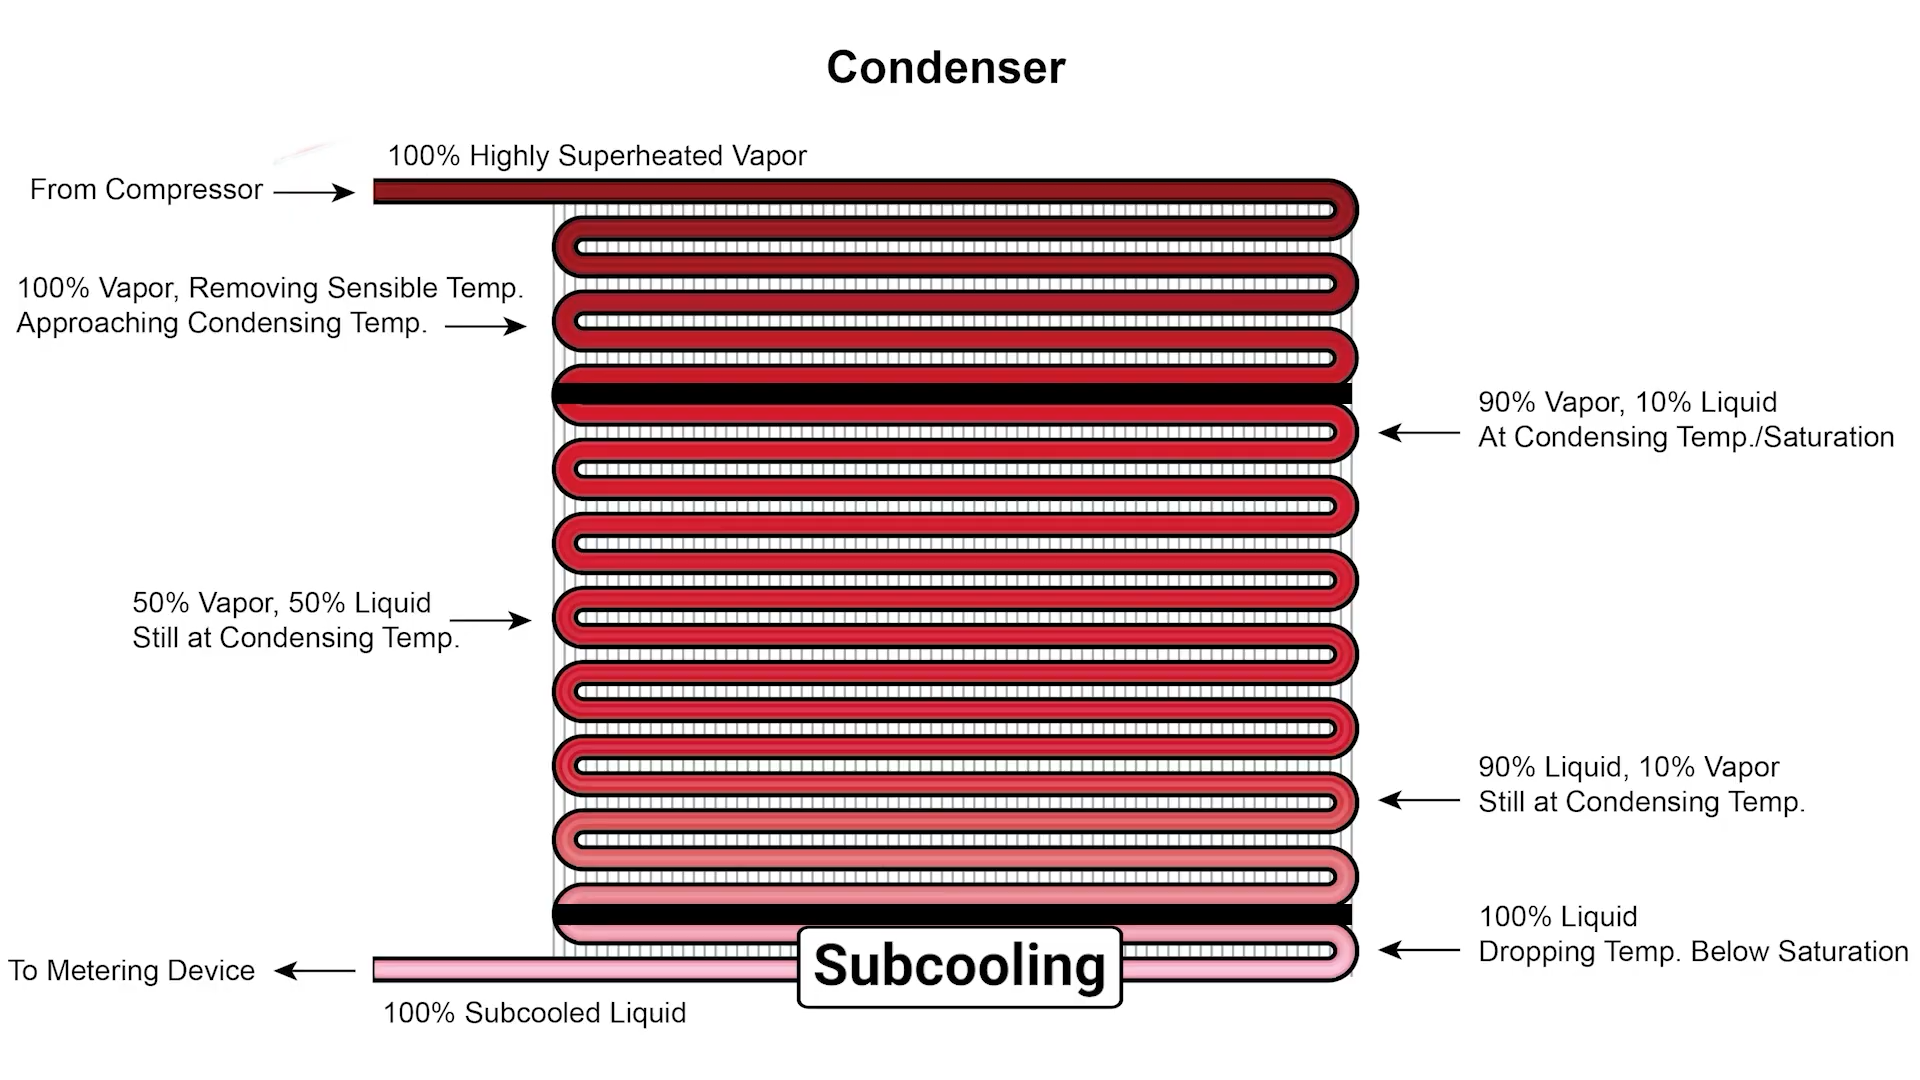 Condenser
100% Highly Superheated Vapor
From Compressor
100% Vapor, Removing Sensible Temp.
Approaching Condensing Temp.
90% Vapor, 10% Liquid
At Condensing Temp./Saturation
50% Vapor, 50% Liquid
Still at Condensing Temp.
90% Liquid, 10% Vapor
Still at Condensing Temp.
100% Liquid
Dropping Temp. Below Saturation
Subcooling
To Metering Device
100% Subcooled Liquid